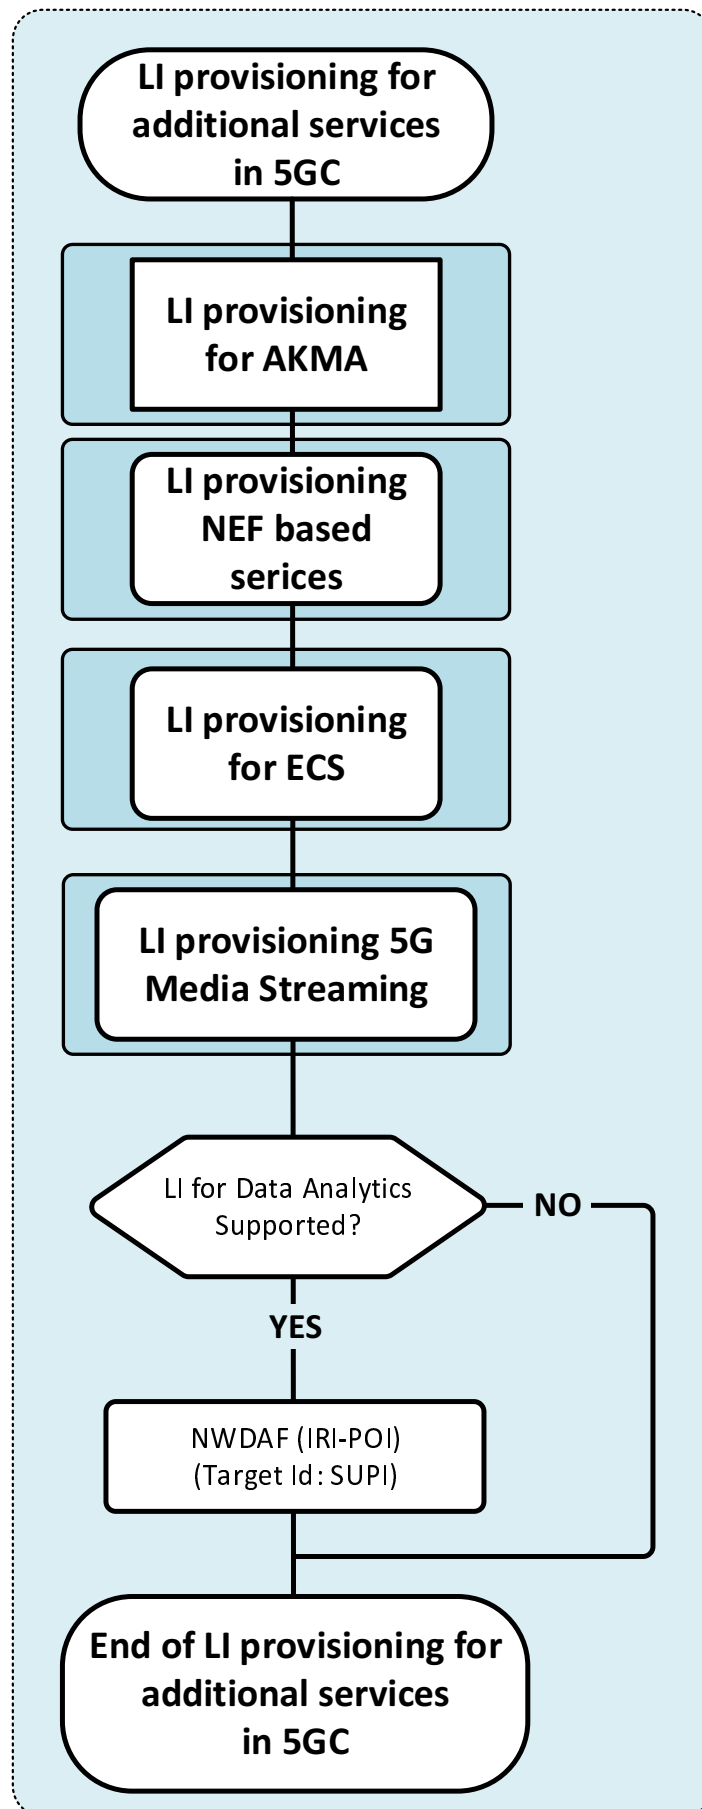 LI provisioning for
additional services
in 5GC
LI provisioning
for AKMA
LI provisioning
NEF based
serices
LI provisioning
for ECS
LI provisioning 5G
Media Streaming
LI for Data Analytics
Supported?
NO
YES
NWDAF (IRI-POI)
(Target Id: SUPI)
End of LI provisioning for
additional services
in 5GC